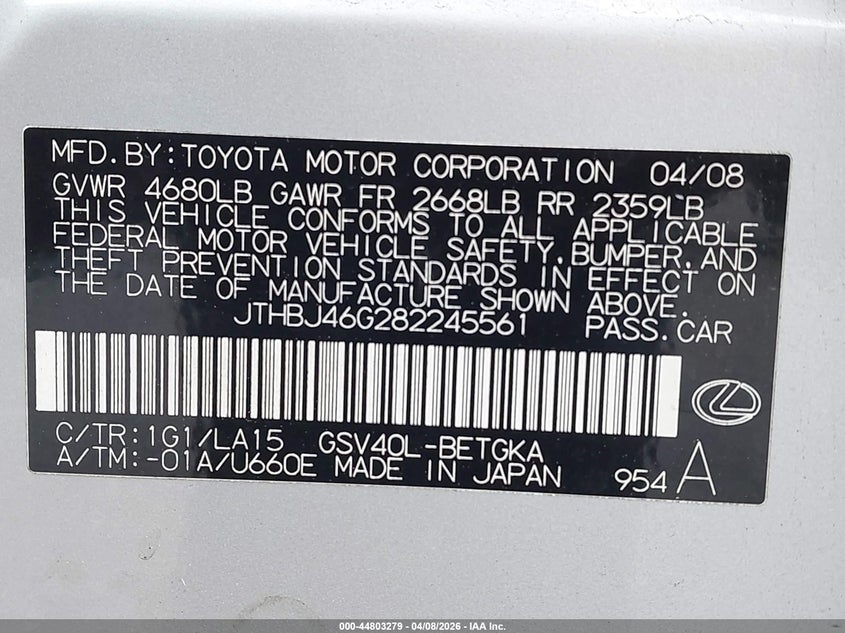 MFD.BY:TOYOTA MOTOR CORPORATION 04/08
GVWR 4680LB GAWR FR 2668LB RR 2359LB
THIS VEHICLE CONFORMS TO ALL APPLICABLE
FEDERAL MOTOR VEHICLE SAFETY,BUMPER,AND
THEFT PREVENTION STANDARDS IN EFFECT ON
THE DATE OF MANUFACTURE SHOWN ABOVE.
JTHBJ46G282245561 PASS.CAR
C/TR:1G1/LA15 GSV40L-BETGKA
A/TM:-01A/U660E MADE IN JAPAN 954 A
000-44803279 - 04/08/2026 - IAA Inc.